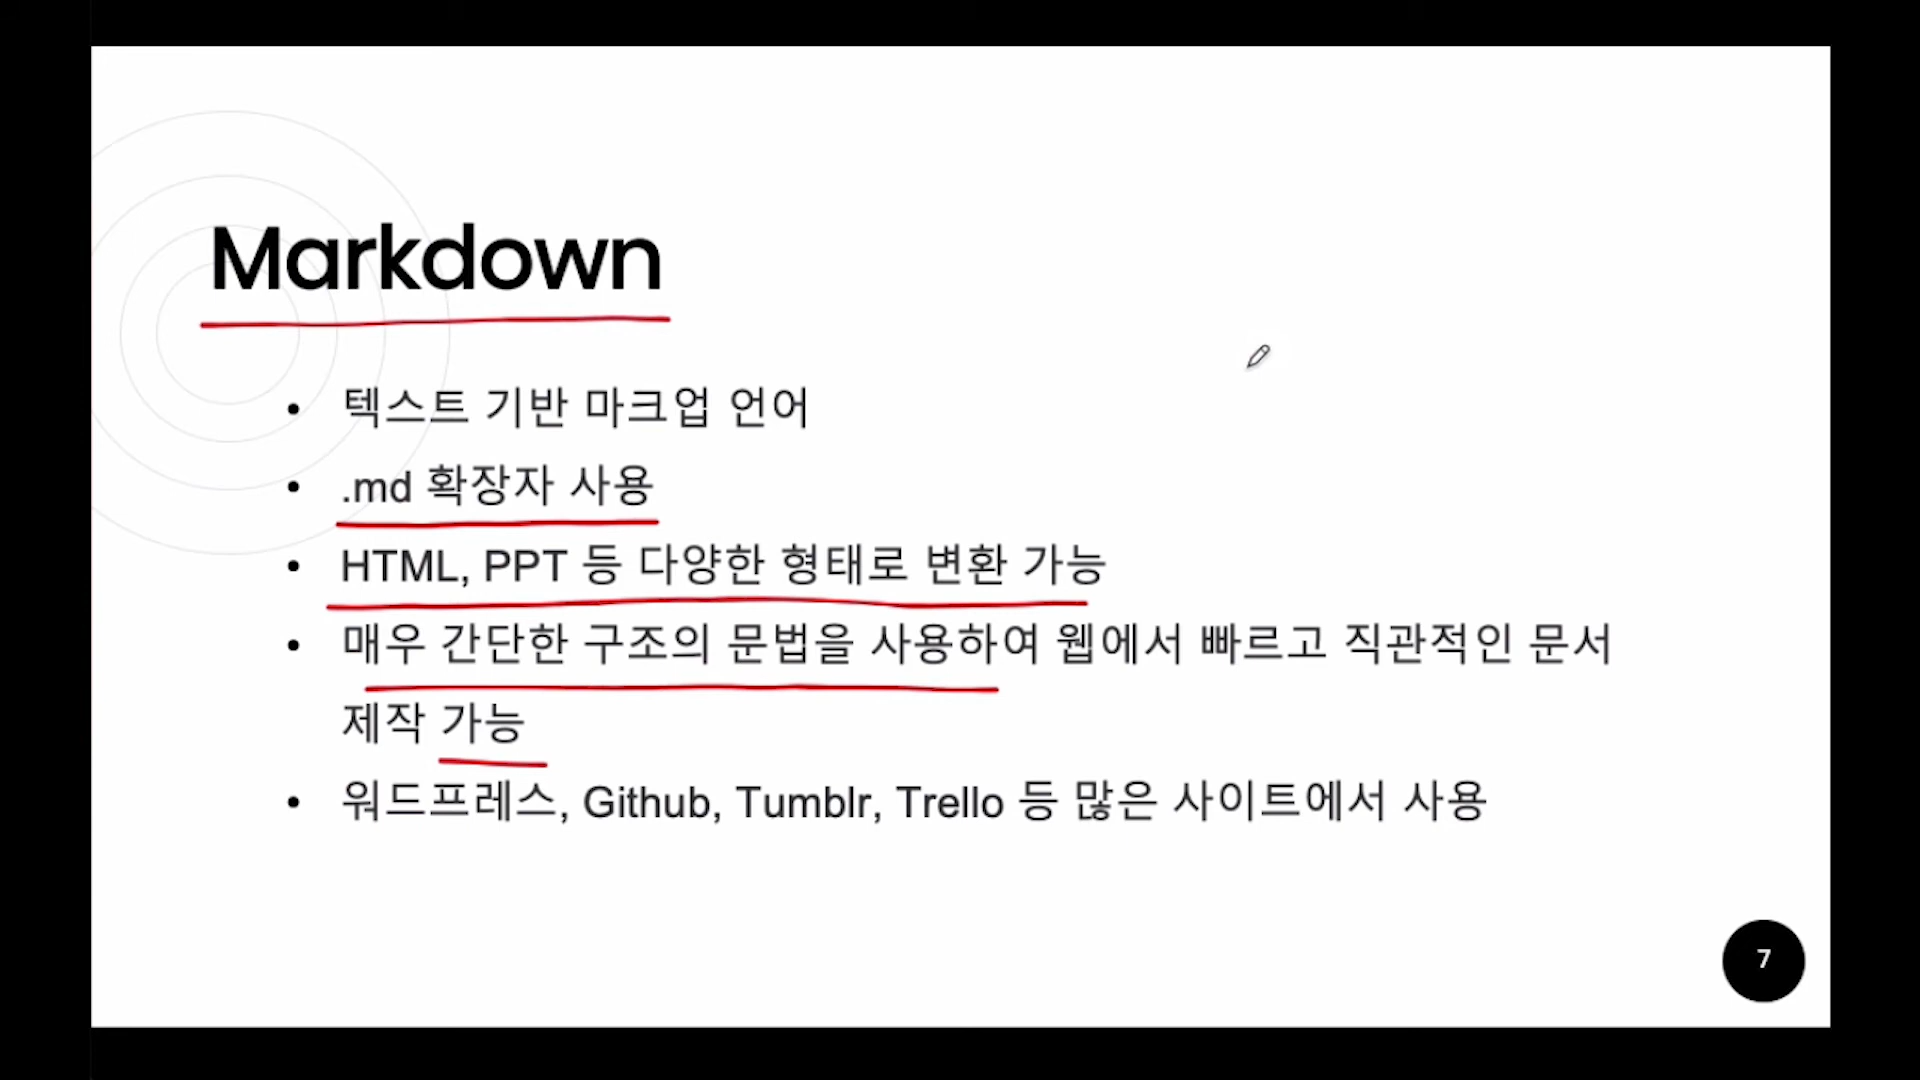 Markdown
• 텍스트 기반 마크업 언어
• .md 확장자 사용
• HTML, PPT 등 다양한 형태로 변환 가능
• 매우 간단한 구조의 문법을 사용하여 웹에서 빠르고 직관적인 문서
제작 가능
• 워드프레스, Github, Tumblr, Trello 등 많은 사이트에서 사용
7